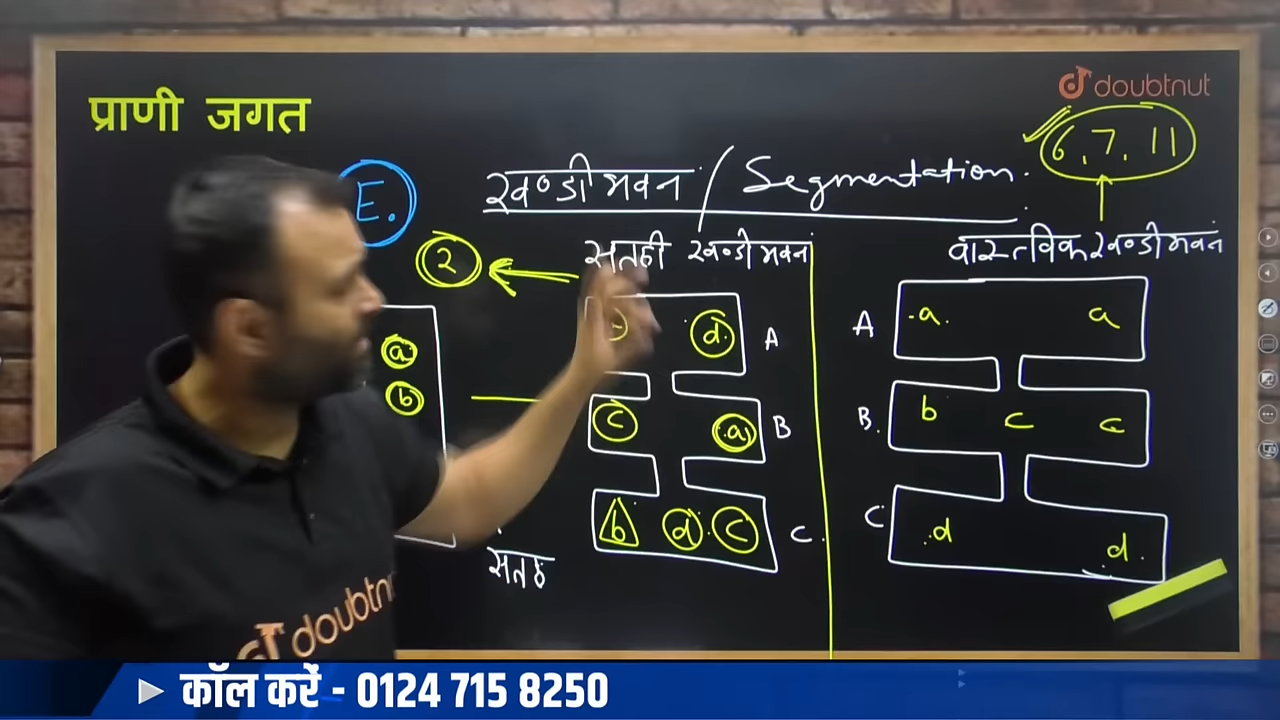 प्राणी जगत
doubtnut
6, 7, 11
E.
खण्डीभवन / Segmentation.
2
सतही खण्डीभवन
वास्तविक खण्डीभवन
a
d
A
A
a
a
b
c
a
B
B.
b
c
c
b
d
c
C.
C
d
d
सतह
doubtn
कॉल करें - 0124 715 8250